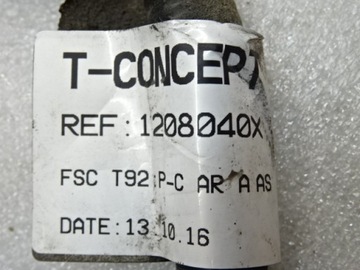 T-CONCEPT
REF:1208040X
FSC T92:P-C AR A AS
DATE:13.10.16